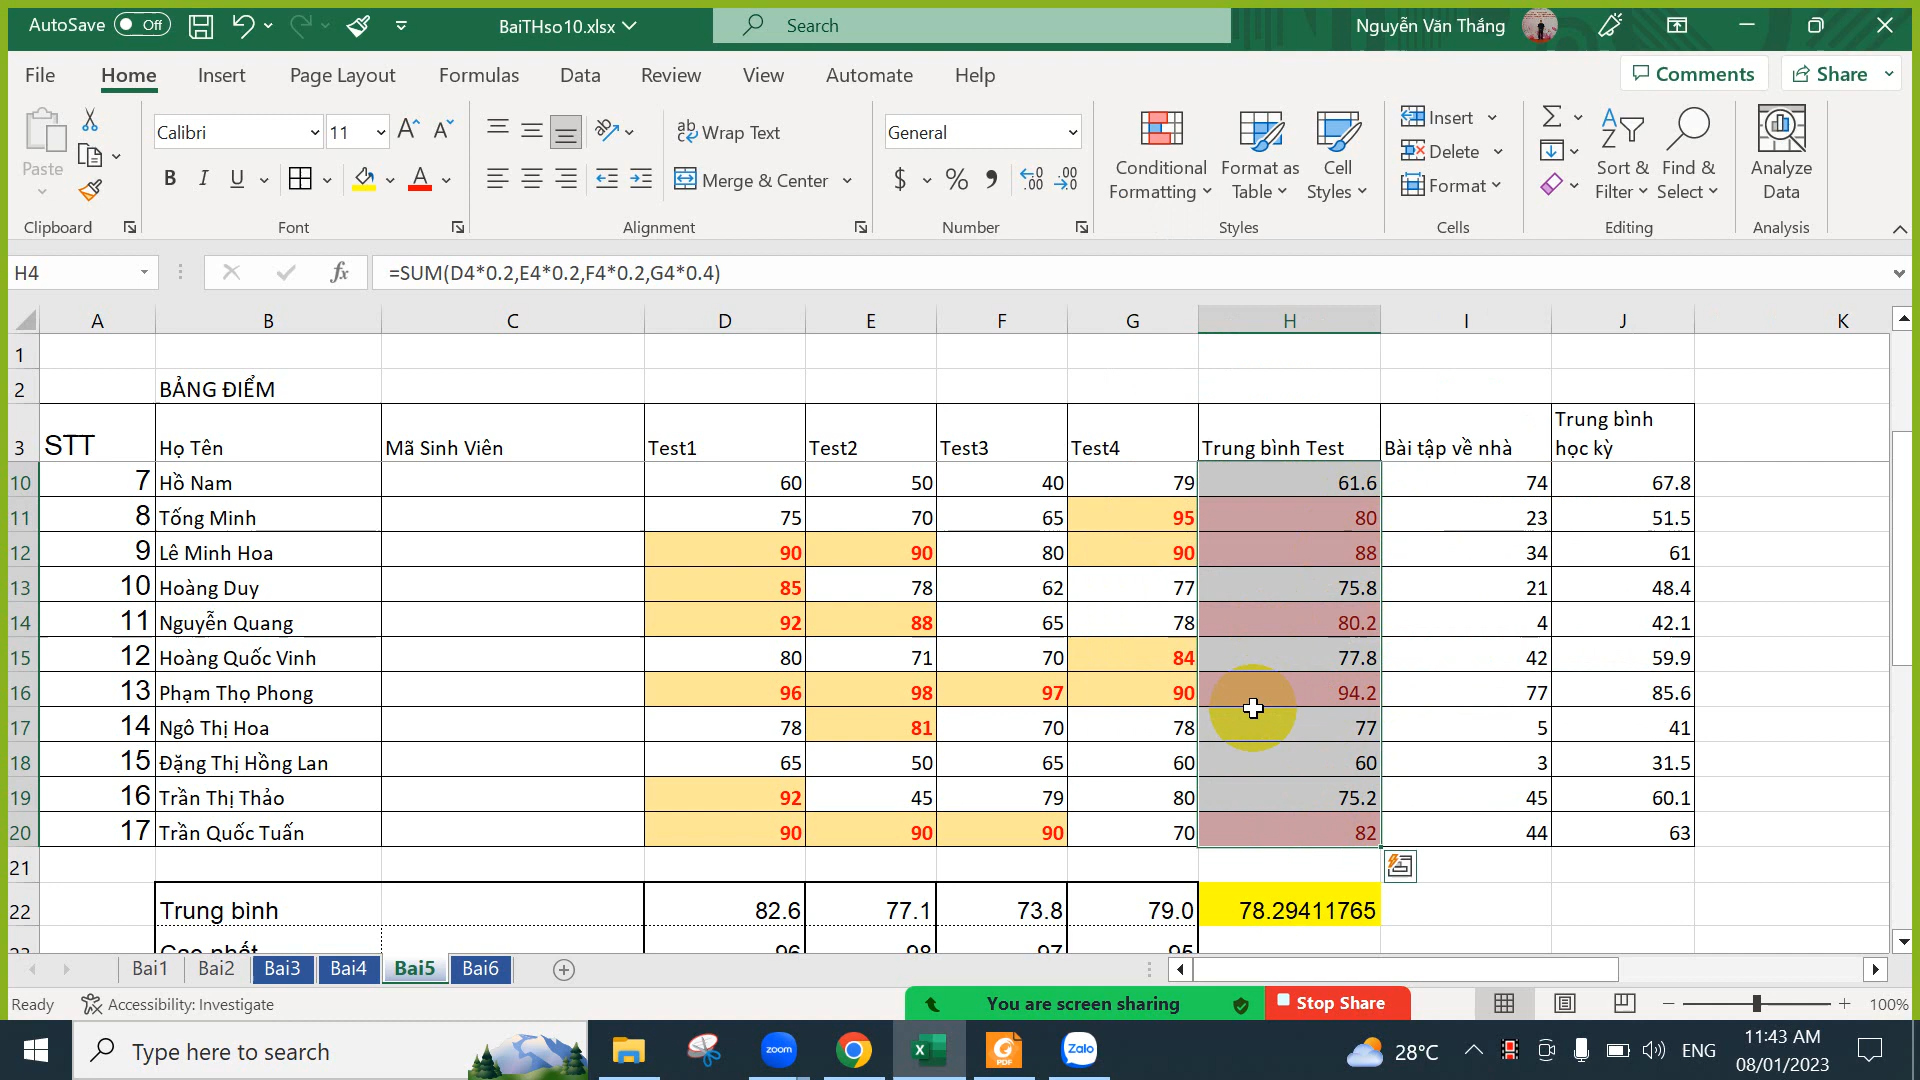 AutoSave Off BaiTHso10.xlsx Search Nguyễn Văn Thắng
File Home Insert Page Layout Formulas Data Review View Automate Help Comments Share
Paste Calibri 11 Wrap Text General Conditional Formatting Format as Table Cell Styles Insert Sort & Filter Find & Select Analyze Data
B I U Merge & Center $ % Delete
Format
Clipboard Font Alignment Number Styles Cells Editing Analysis
H4 fx =SUM(D4*0.2,E4*0.2,F4*0.2,G4*0.4)
A B C D E F G H I J K
1
2 BẢNG ĐIỂM
3 STT Họ Tên Mã Sinh Viên Test1 Test2 Test3 Test4 Trung bình Test Bài tập về nhà Trung bình học kỳ
10 7 Hồ Nam 60 50 40 79 61.6 74 67.8
11 8 Tống Minh 75 70 65 95 80 23 51.5
12 9 Lê Minh Hoa 90 90 80 90 88 34 61
13 10 Hoàng Duy 85 78 62 77 75.8 21 48.4
14 11 Nguyễn Quang 92 88 65 78 80.2 4 42.1
15 12 Hoàng Quốc Vinh 80 71 70 84 77.8 42 59.9
16 13 Phạm Thọ Phong 96 98 97 90 94.2 77 85.6
17 14 Ngô Thị Hoa 78 81 70 78 77 5 41
18 15 Đặng Thị Hồng Lan 65 50 65 60 60 3 31.5
19 16 Trần Thị Thảo 92 45 79 80 75.2 45 60.1
20 17 Trần Quốc Tuấn 90 90 90 70 82 44 63
21
22 Trung bình 82.6 77.1 73.8 79.0 78.29411765
23 Cao nhất 96 98 97 95
Bai1 Bai2 Bai3 Bai4 Bai5 Bai6
Ready Accessibility: Investigate You are screen sharing Stop Share 100%
Type here to search zoom PDF Zalo 28°C ENG 11:43 AM
08/01/2023